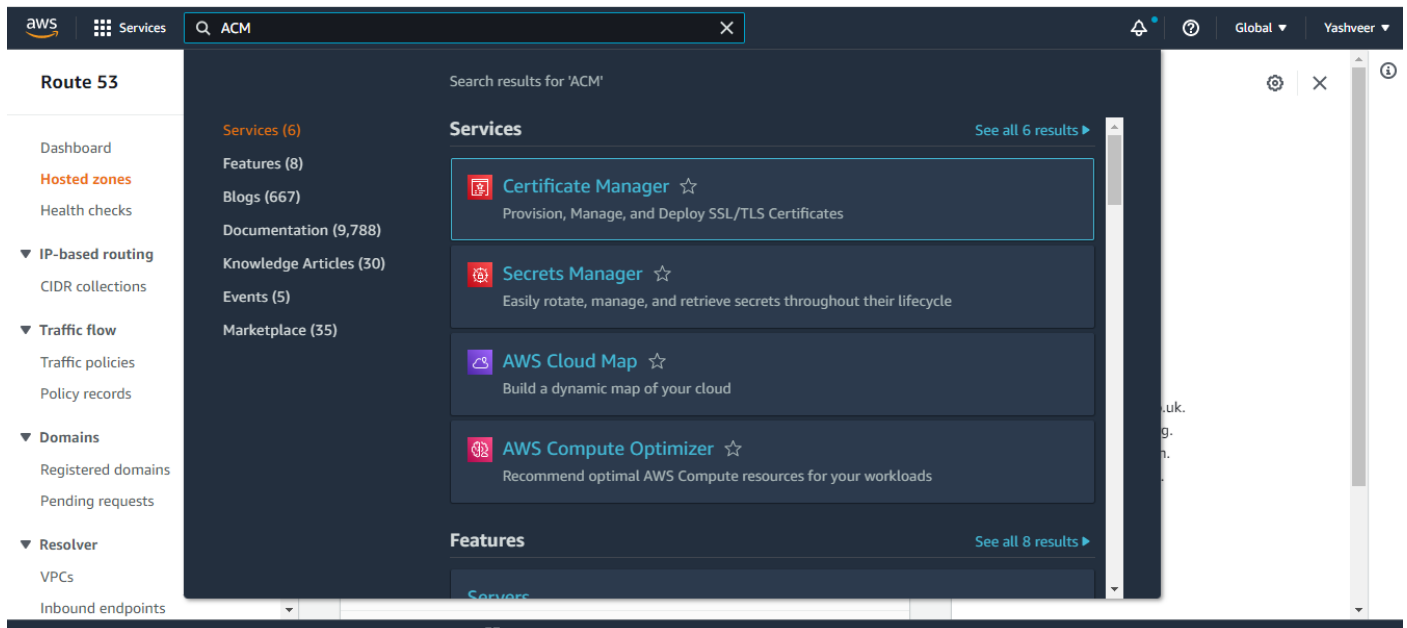 aws Services ACM Global Yashveer
Route 53
Dashboard
Hosted zones
Health checks
IP-based routing
CIDR collections
Traffic flow
Traffic policies
Policy records
Domains
Registered domains
Pending requests
Resolver
VPCs
Inbound endpoints
Search results for 'ACM'
Services (6)
Features (8)
Blogs (667)
Documentation (9,788)
Knowledge Articles (30)
Events (5)
Marketplace (35)
Services See all 6 results
Certificate Manager
Provision, Manage, and Deploy SSL/TLS Certificates
Secrets Manager
Easily rotate, manage, and retrieve secrets throughout their lifecycle
AWS Cloud Map
Build a dynamic map of your cloud
AWS Compute Optimizer
Recommend optimal AWS Compute resources for your workloads
Features See all 8 results
Servers
.uk.
g.